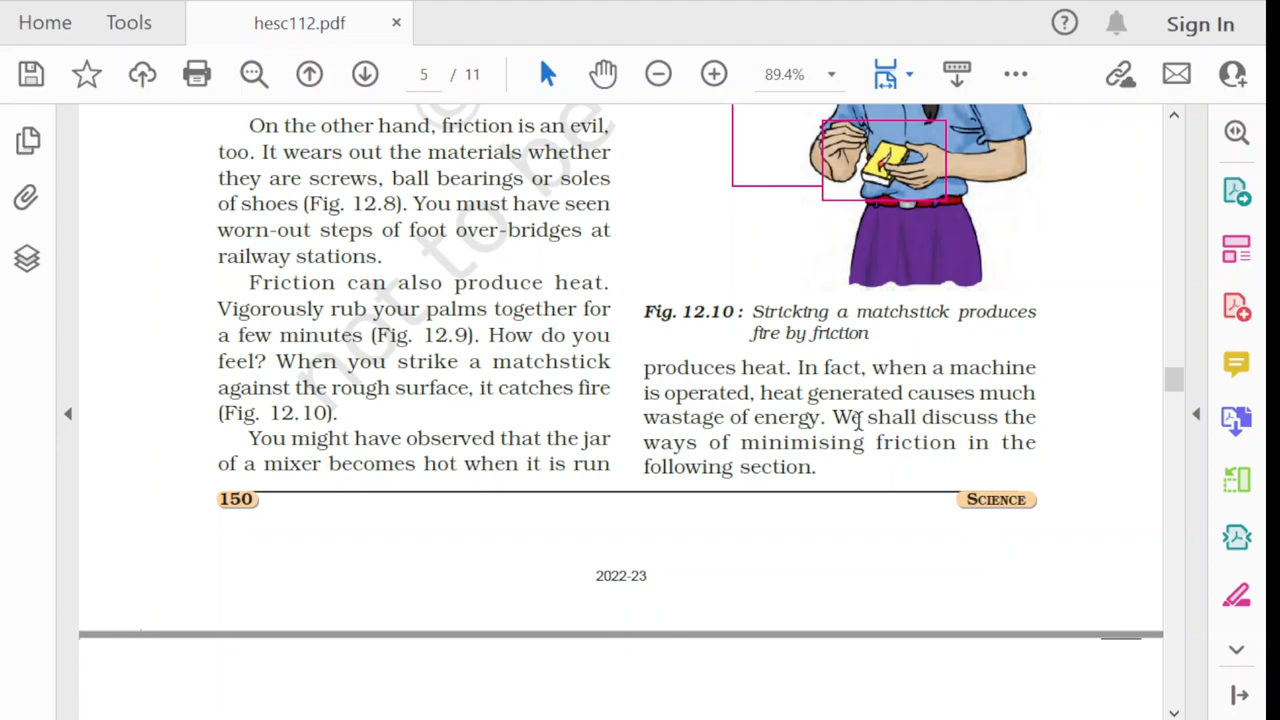 Home
Tools
hesc112.pdf
Sign In
5 / 11
89.4%
On the other hand, friction is an evil,
too. It wears out the materials whether
they are screws, ball bearings or soles
of shoes (Fig. 12.8). You must have seen
worn-out steps of foot over-bridges at
railway stations.
Friction can also produce heat.
Vigorously rub your palms together for
a few minutes (Fig. 12.9). How do you
feel? When you strike a matchstick
against the rough surface, it catches fire
(Fig. 12.10).
You might have observed that the jar
of a mixer becomes hot when it is run
Fig. 12.10 : Stricking a matchstick produces
fire by friction
produces heat. In fact, when a machine
is operated, heat generated causes much
wastage of energy. We shall discuss the
ways of minimising friction in the
following section.
150
SCIENCE
2022-23
not to be